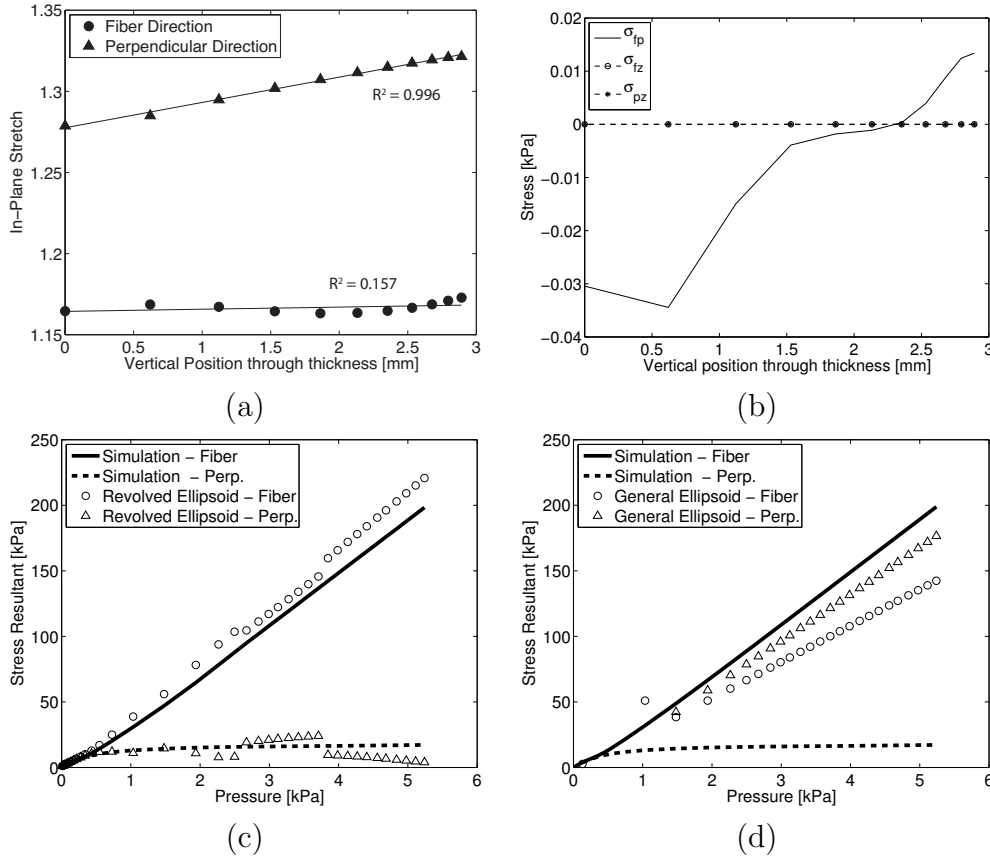 1.35
1.3
1.25
1.2
1.15
In−Plane Stretch
Fiber Direction
Perpendicular Direction
R² = 0.996
R² = 0.157
0 0.5 1 1.5 2 2.5 3
Vertical Position through thickness [mm]
(a)
0.02
0.01
0
−0.01
−0.02
−0.03
−0.04
Stress [kPa]
σfp
σfz
σpz
0 0.5 1 1.5 2 2.5 3
Vertical position through thickness [mm]
(b)
250
200
150
100
50
0
Stress Resultant [kPa]
Simulation − Fiber
Simulation − Perp.
Revolved Ellipsoid − Fiber
Revolved Ellipsoid − Perp.
0 1 2 3 4 5 6
Pressure [kPa]
(c)
250
200
150
100
50
0
Stress Resultant [kPa]
Simulation − Fiber
Simulation − Perp.
General Ellipsoid − Fiber
General Ellipsoid − Perp.
0 1 2 3 4 5 6
Pressure [kPa]
(d)